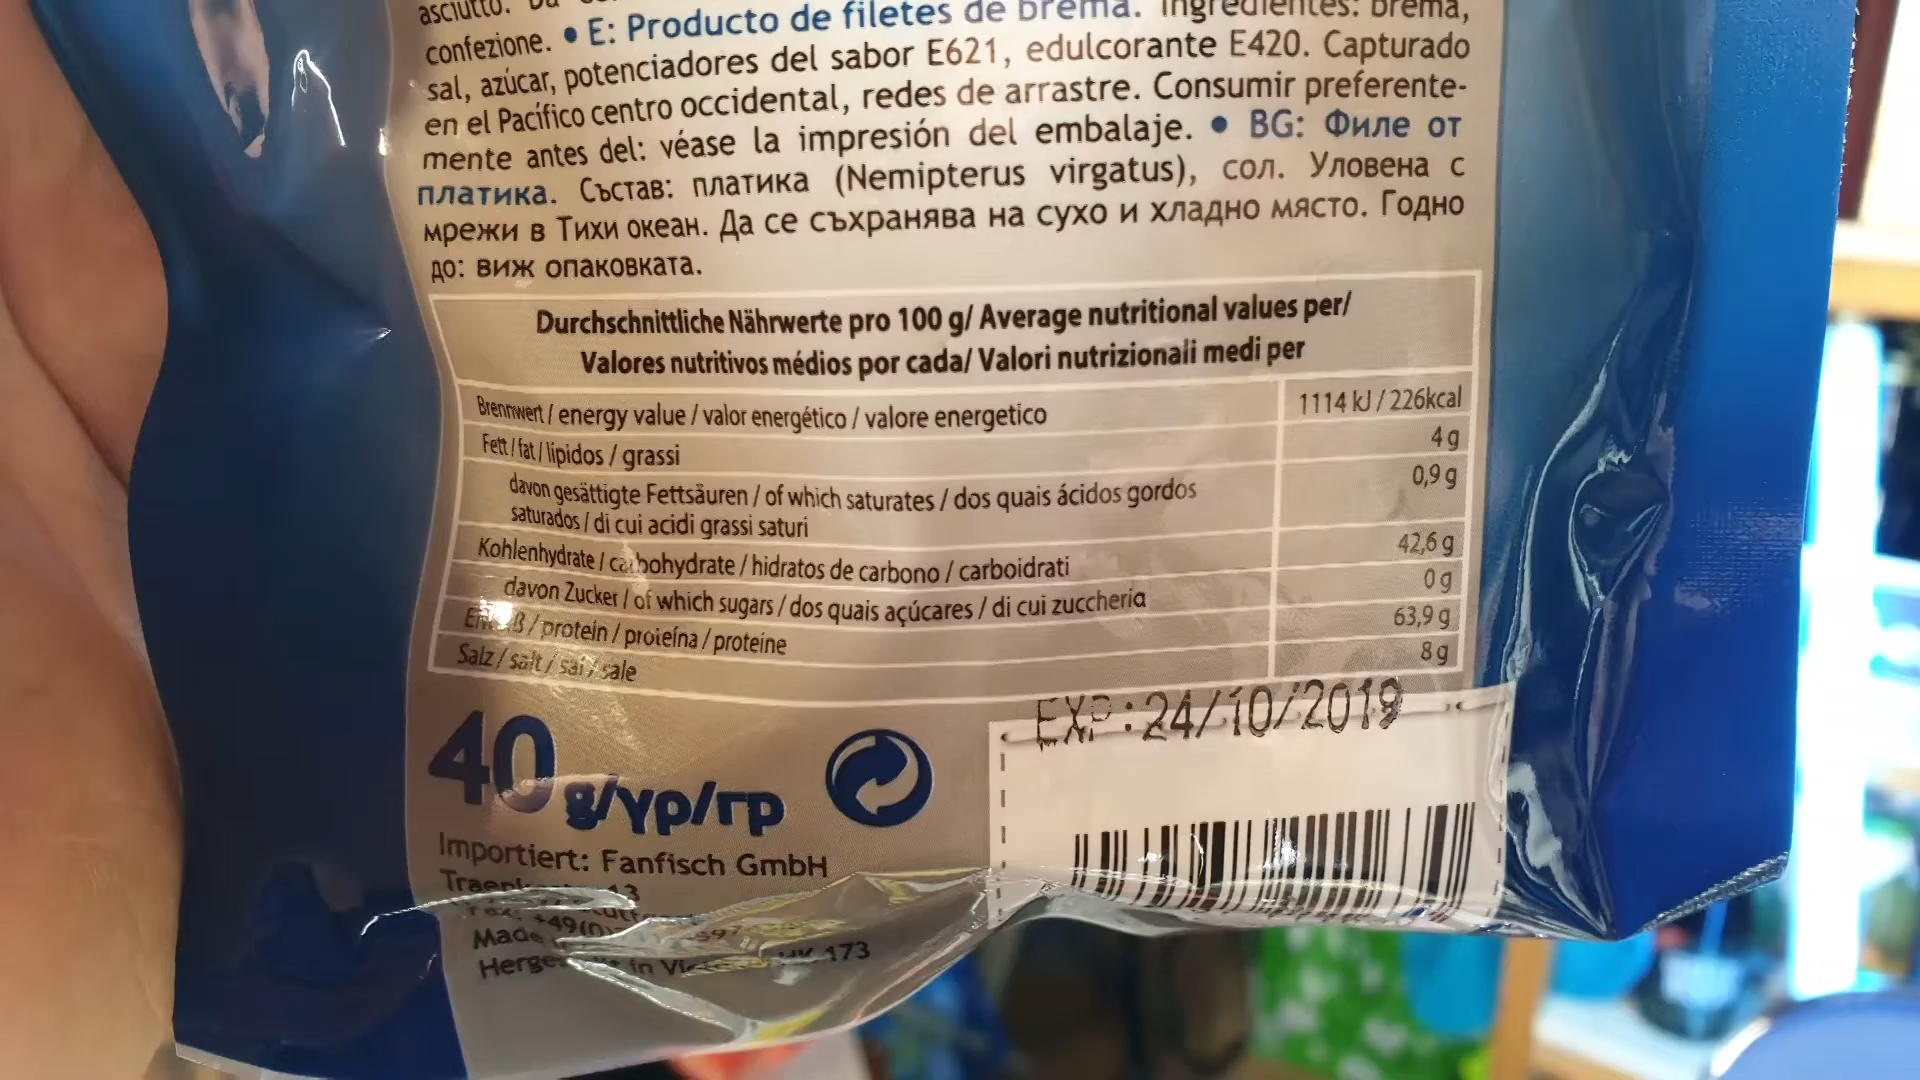 asciutto.
confezione. • E: Producto de filetes de brema. Ingredientes: brema,
sal, azúcar, potenciadores del sabor E621, edulcorante E420. Capturado
en el Pacífico centro occidental, redes de arrastre. Consumir preferente-
mente antes del: véase la impresión del embalaje. • BG: Филе от
платика. Състав: платика (Nemipterus virgatus), сол. Уловена с
мрежи в Тихи океан. Да се съхранява на сухо и хладно място. Годно
до: виж опаковката.
Durchschnittliche Nährwerte pro 100 g/ Average nutritional values per/
Valores nutritivos médios por cada/ Valori nutrizionali medi per
Brennwert / energy value / valor energético / valore energetico 1114 kJ / 226kcal
Fett / fat / lípidos / grassi 4 g
davon gesättigte Fettsäuren / of which saturates / dos quais ácidos gordos 0,9 g
saturados / di cui acidi grassi saturi
Kohlenhydrate / carbohydrate / hidratos de carbono / carboidrati 42,6 g
davon Zucker / of which sugars / dos quais açúcares / di cui zuccheria 0 g
/ protein / proteína / proteine 63,9 g
Salz / salt / sal / sale 8 g
EXP:24/10/2019
40 g/γρ/гр
Importiert: Fanfisch GmbH
13
+49(0)
Made
in 173